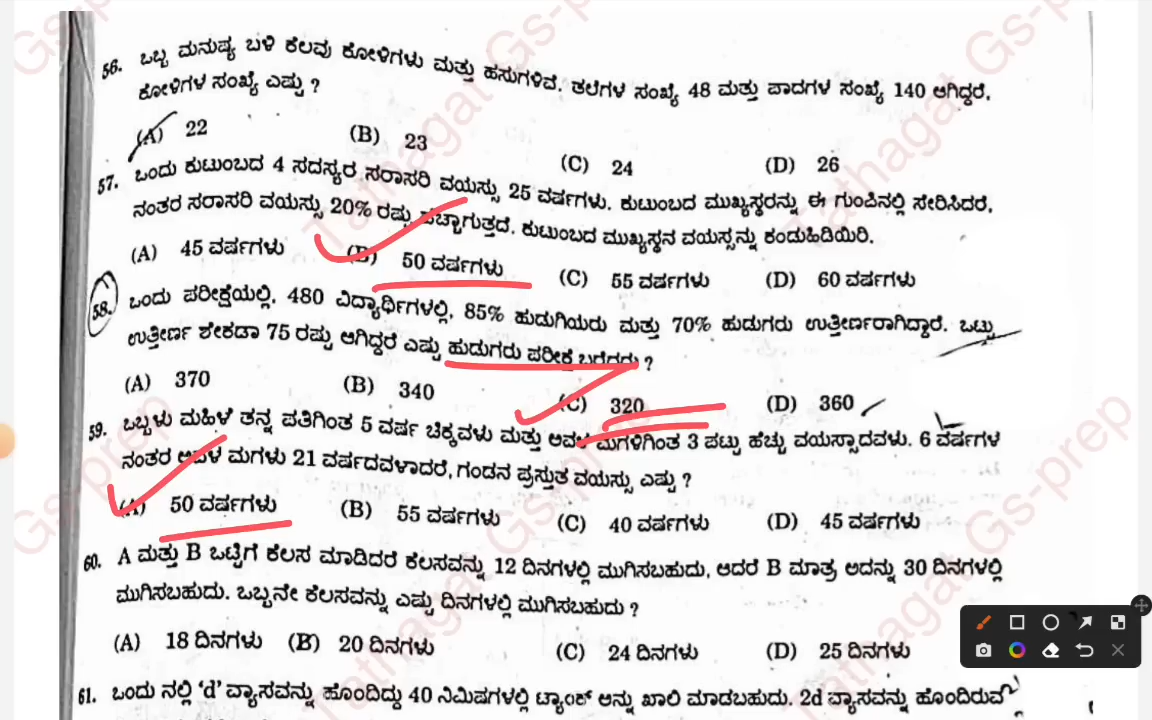 56. ಒಬ್ಬ ಮನುಷ್ಯ ಬಳಿ ಕೆಲವು ಕೋಳಿಗಳು ಮತ್ತು ಹಸುಗಳಿವೆ. ತಲೆಗಳ ಸಂಖ್ಯೆ 48 ಮತ್ತು ಪಾದಗಳ ಸಂಖ್ಯೆ 140 ಆಗಿದ್ದರೆ,
ಕೋಳಿಗಳ ಸಂಖ್ಯೆ ಎಷ್ಟು ?
(A) 22 (B) 23 (C) 24 (D) 26
57. ಒಂದು ಕುಟುಂಬದ 4 ಸದಸ್ಯರ ಸರಾಸರಿ ವಯಸ್ಸು 25 ವರ್ಷಗಳು. ಕುಟುಂಬದ ಮುಖ್ಯಸ್ಥರನ್ನು ಈ ಗುಂಪಿನಲ್ಲಿ ಸೇರಿಸಿದರೆ,
ನಂತರ ಸರಾಸರಿ ವಯಸ್ಸು 20% ರಷ್ಟು ಹೆಚ್ಚಾಗುತ್ತದೆ. ಕುಟುಂಬದ ಮುಖ್ಯಸ್ಥನ ವಯಸ್ಸನ್ನು ಕಂಡುಹಿಡಿಯಿರಿ.
(A) 45 ವರ್ಷಗಳು (B) 50 ವರ್ಷಗಳು (C) 55 ವರ್ಷಗಳು (D) 60 ವರ್ಷಗಳು
58. ಒಂದು ಪರೀಕ್ಷೆಯಲ್ಲಿ, 480 ವಿದ್ಯಾರ್ಥಿಗಳಲ್ಲಿ, 85% ಹುಡುಗಿಯರು ಮತ್ತು 70% ಹುಡುಗರು ಉತ್ತೀರ್ಣರಾಗಿದ್ದಾರೆ. ಒಟ್ಟು
ಉತ್ತೀರ್ಣ ಶೇಕಡಾ 75 ರಷ್ಟು ಆಗಿದ್ದರೆ ಎಷ್ಟು ಹುಡುಗರು ಪರೀಕ್ಷೆ ಬರೆದರು ?
(A) 370 (B) 340 (C) 320 (D) 360
59. ಒಬ್ಬಳು ಮಹಿಳೆ ತನ್ನ ಪತಿಗಿಂತ 5 ವರ್ಷ ಚಿಕ್ಕವಳು ಮತ್ತು ಅವಳ ಮಗಳಿಗಿಂತ 3 ಪಟ್ಟು ಹೆಚ್ಚು ವಯಸ್ಸಾದವಳು. 6 ವರ್ಷಗಳ
ನಂತರ ಅವಳ ಮಗಳು 21 ವರ್ಷದವಳಾದರೆ, ಗಂಡನ ಪ್ರಸ್ತುತ ವಯಸ್ಸು ಎಷ್ಟು ?
(A) 50 ವರ್ಷಗಳು (B) 55 ವರ್ಷಗಳು (C) 40 ವರ್ಷಗಳು (D) 45 ವರ್ಷಗಳು
60. A ಮತ್ತು B ಒಟ್ಟಿಗೆ ಕೆಲಸ ಮಾಡಿದರೆ ಕೆಲಸವನ್ನು 12 ದಿನಗಳಲ್ಲಿ ಮುಗಿಸಬಹುದು, ಆದರೆ B ಮಾತ್ರ ಅದನ್ನು 30 ದಿನಗಳಲ್ಲಿ
ಮುಗಿಸಬಹುದು. ಒಬ್ಬನೇ ಕೆಲಸವನ್ನು ಎಷ್ಟು ದಿನಗಳಲ್ಲಿ ಮುಗಿಸಬಹುದು ?
(A) 18 ದಿನಗಳು (B) 20 ದಿನಗಳು (C) 24 ದಿನಗಳು (D) 25 ದಿನಗಳು
61. ಒಂದು ನಲ್ಲಿ 'd' ವ್ಯಾಸವನ್ನು ಹೊಂದಿದ್ದು 40 ನಿಮಿಷಗಳಲ್ಲಿ ಟ್ಯಾಂಕ್ ಅನ್ನು ಖಾಲಿ ಮಾಡಬಹುದು. 2d ವ್ಯಾಸವನ್ನು ಹೊಂದಿರುವ
Tathagat Gs-prep